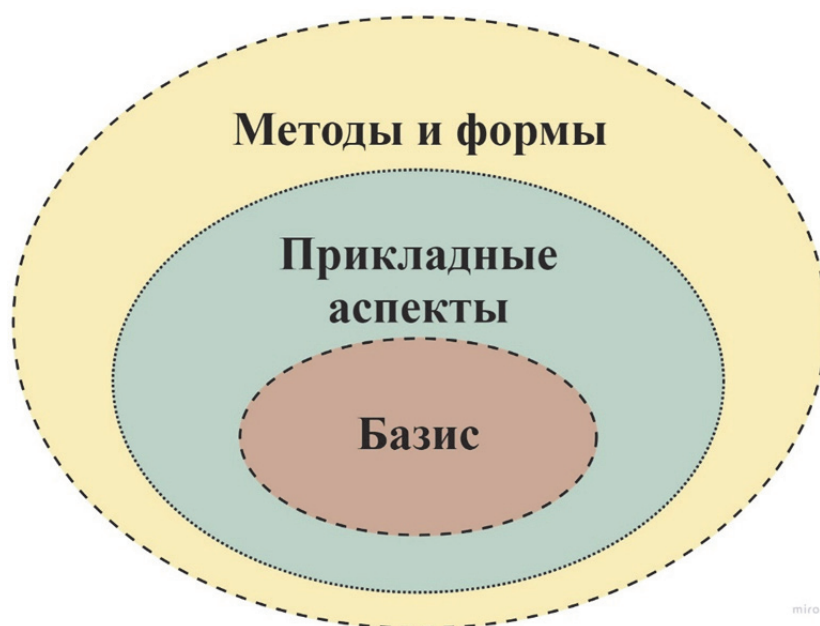 Методы и формы
Прикладные
аспекты
Базис
miro